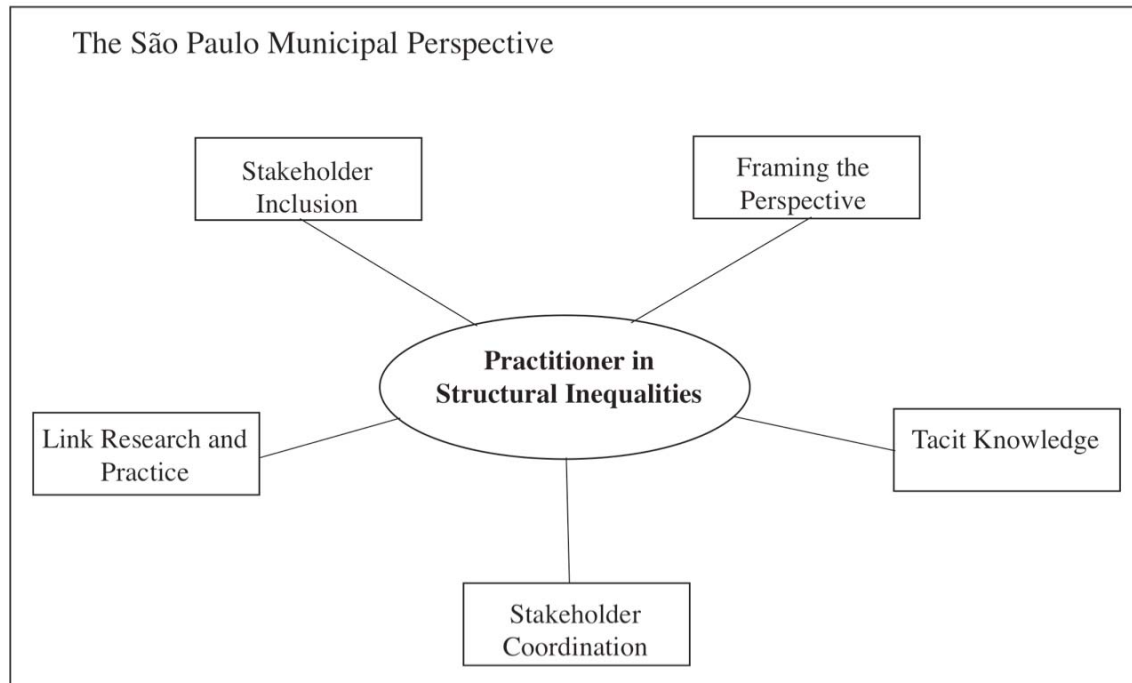 The São Paulo Municipal Perspective
Stakeholder
Inclusion
Framing the
Perspective
Practitioner in
Structural Inequalities
Link Research and
Practice
Tacit Knowledge
Stakeholder
Coordination